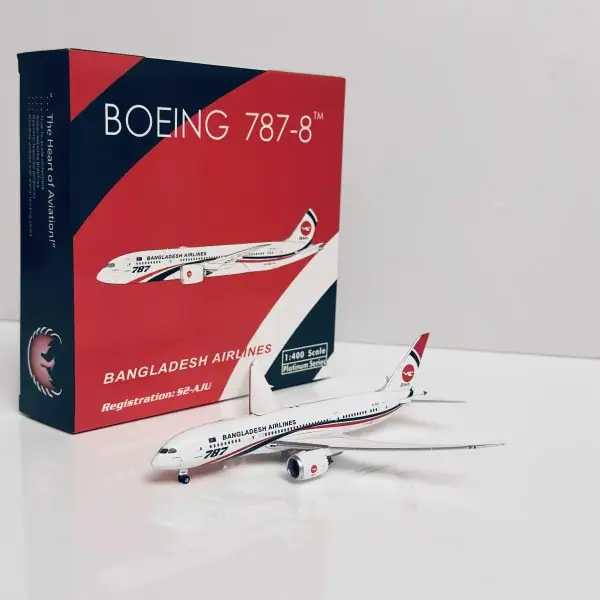 BOEING 787-8™
"... The Heart of Aviation!"
BANGLADESH AIRLINES
787
BANGLADESH AIRLINES
1:400 Scale
Platinum Series
Registration: S2-AJU
BANGLADESH AIRLINES
787